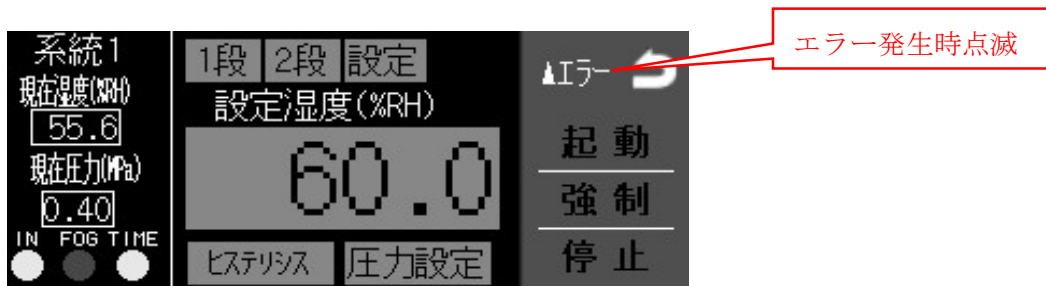 系統1
現在湿度(%RH)
55.6
現在圧力(MPa)
0.40
IN FOG TIME
1段 2段 設定
設定湿度(%RH)
60.0
ヒステリシス 圧力設定
エラー
起動
強制
停止
エラー発生時点滅